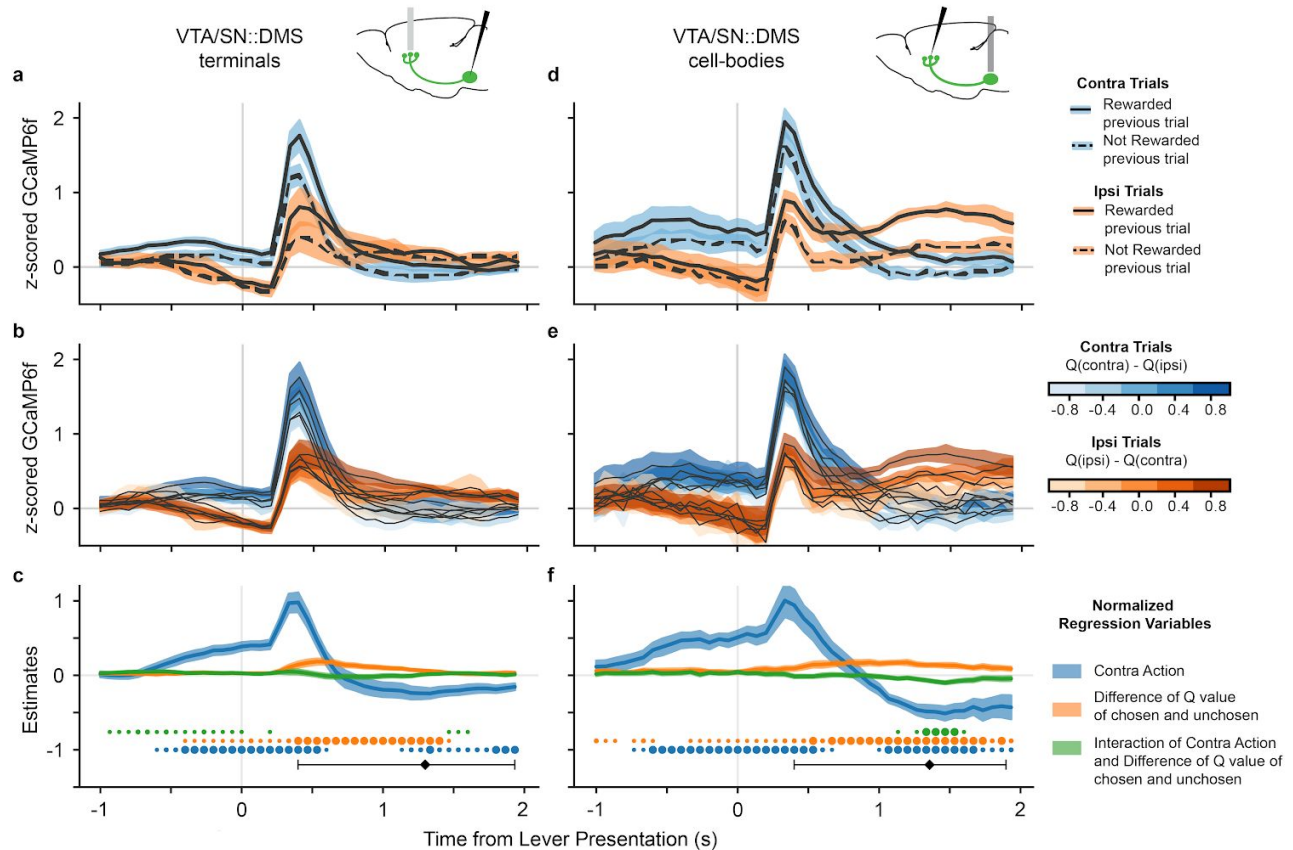 VTA/SN::DMS
terminals
VTA/SN::DMS
cell-bodies
a
d
z-scored GCaMP6f
2
1
0
Contra Trials
Rewarded
previous trial
Not Rewarded
previous trial
Ipsi Trials
Rewarded
previous trial
Not Rewarded
previous trial
b
e
z-scored GCaMP6f
2
1
0
Contra Trials
Q(contra) - Q(ipsi)
-0.8 -0.4 0.0 0.4 0.8
Ipsi Trials
Q(ipsi) - Q(contra)
-0.8 -0.4 0.0 0.4 0.8
c
f
Estimates
1
0
-1
Normalized
Regression Variables
Contra Action
Difference of Q value
of chosen and unchosen
Interaction of Contra Action
and Difference of Q value of
chosen and unchosen
-1 0 1 2
-1 0 1 2
Time from Lever Presentation (s)